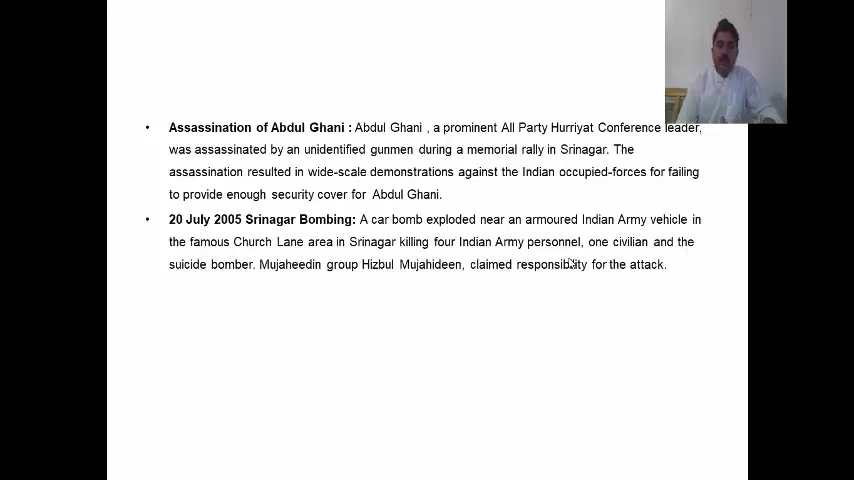 • Assassination of Abdul Ghani : Abdul Ghani , a prominent All Party Hurriyat Conference leader,
was assassinated by an unidentified gunmen during a memorial rally in Srinagar. The
assassination resulted in wide-scale demonstrations against the Indian occupied-forces for failing
to provide enough security cover for Abdul Ghani.
• 20 July 2005 Srinagar Bombing: A car bomb exploded near an armoured Indian Army vehicle in
the famous Church Lane area in Srinagar killing four Indian Army personnel, one civilian and the
suicide bomber. Mujaheedin group Hizbul Mujahideen, claimed responsibility for the attack.